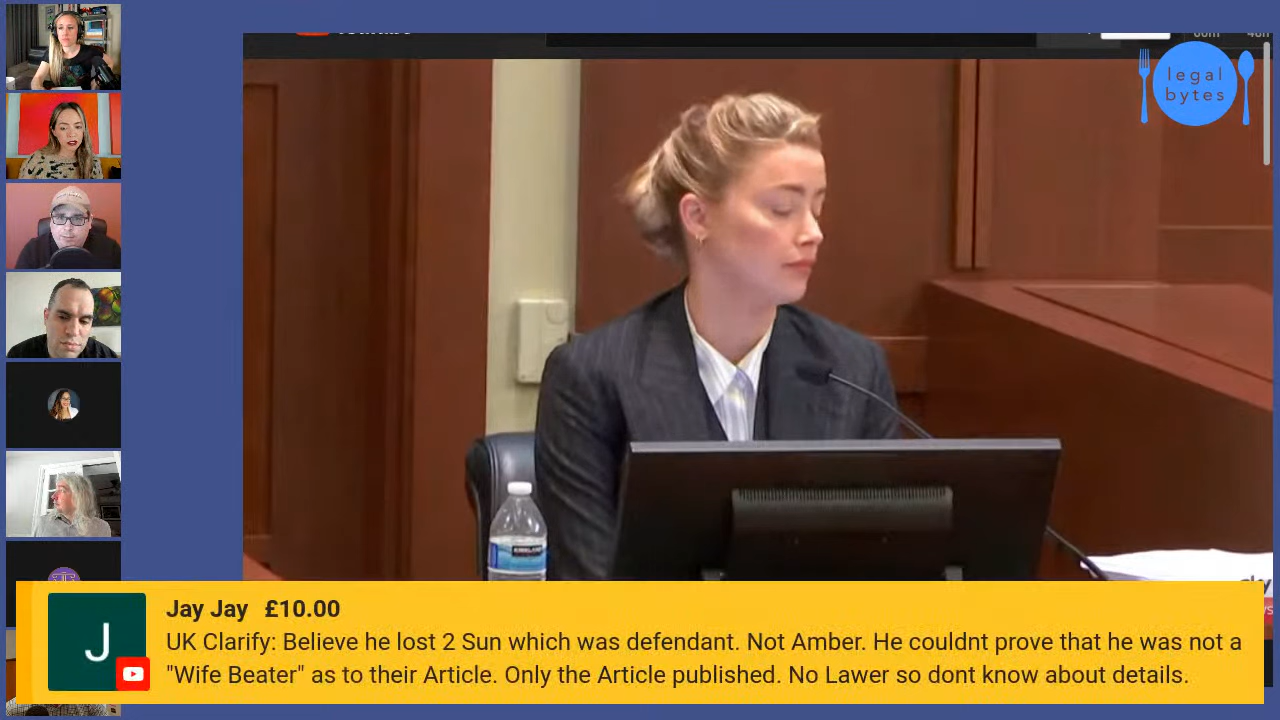 legal
bytes
KIRKLAND
Jay Jay £10.00
UK Clarify: Believe he lost 2 Sun which was defendant. Not Amber. He couldnt prove that he was not a
"Wife Beater" as to their Article. Only the Article published. No Lawer so dont know about details.
J